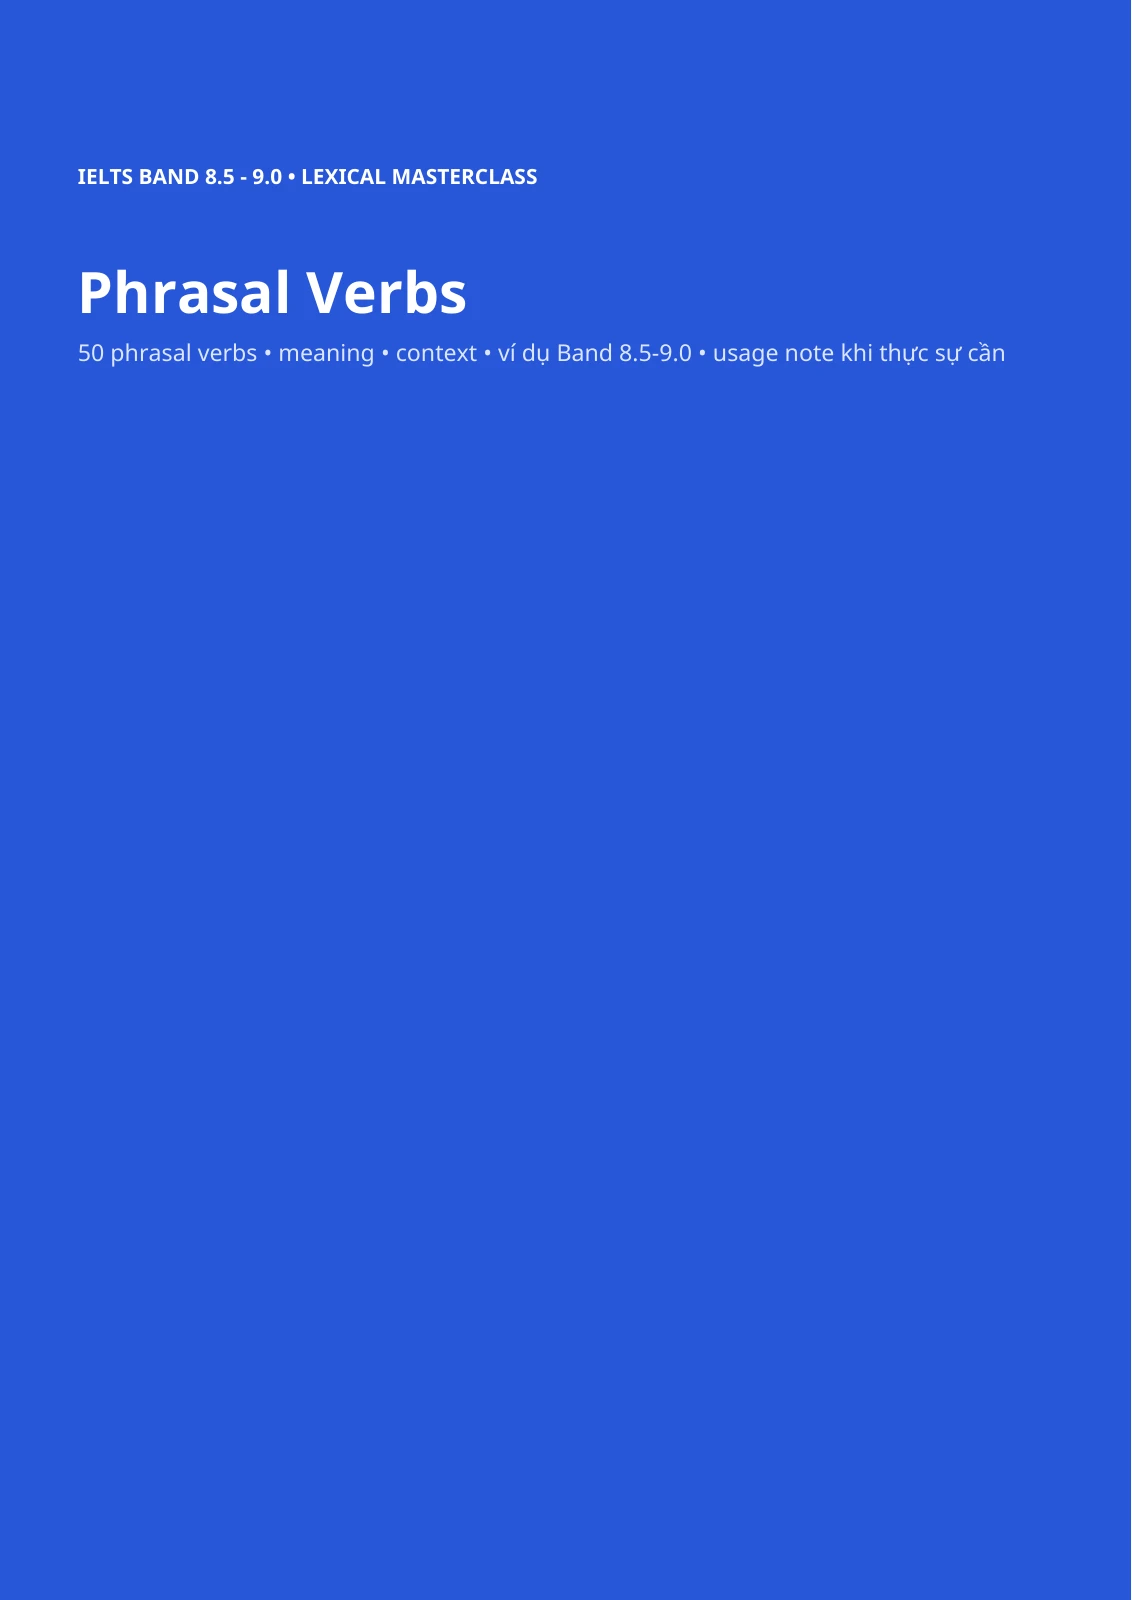 IELTS BAND 8.5 - 9.0 • LEXICAL MASTERCLASS
Phrasal Verbs
50 phrasal verbs • meaning • context • ví dụ Band 8.5-9.0 • usage note khi thực sự cần